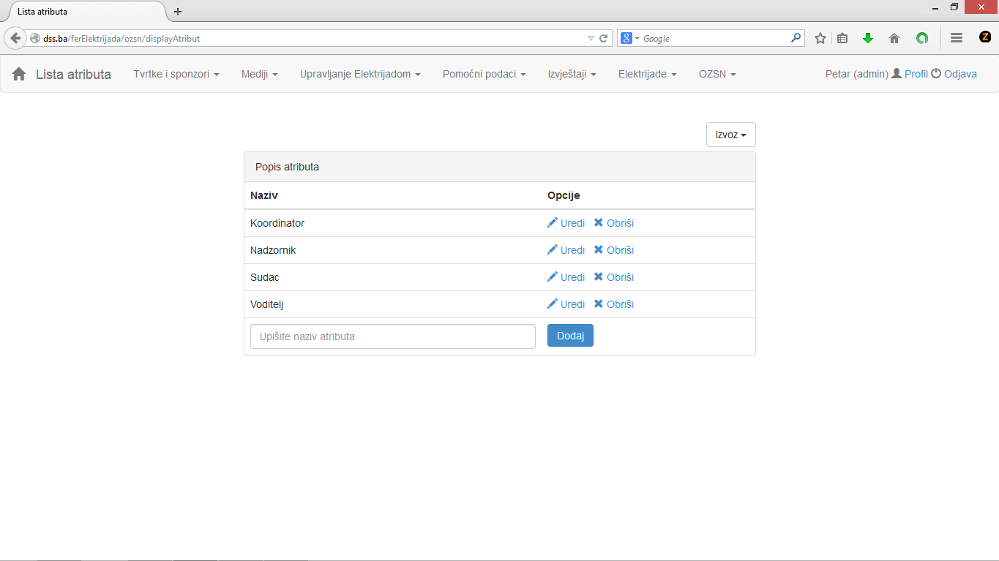 Lista atributa
dss.ba/ferElektrijada/ozsn/displayAtribut
Google
Lista atributa Tvrtke i sponzori Mediji Upravljanje Elektrijadom Pomoćni podaci Izvještaji Elektrijade OZSN Petar (admin) Profil Odjava
Izvoz
Popis atributa
Naziv Opcije
Koordinator Uredi Obriši
Nadzornik Uredi Obriši
Sudac Uredi Obriši
Voditelj Uredi Obriši
Upišite naziv atributa Dodaj